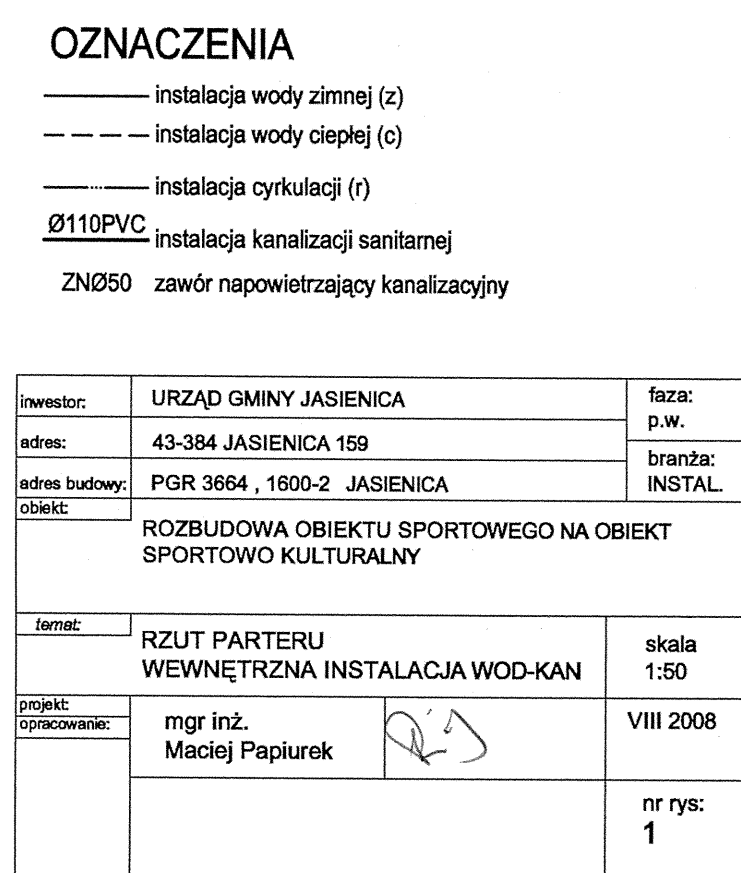 OZNACZENIA
instalacja wody zimnej (z)
instalacja wody ciepłej (c)
instalacja cyrkulacji (r)
Ø110PVC instalacja kanalizacji sanitarnej
ZNØ50 zawór napowietrzający kanalizacyjny
inwestor: URZĄD GMINY JASIENICA
faza:
p.w.
adres: 43-384 JASIENICA 159
branża:
INSTAL.
adres budowy: PGR 3664 , 1600-2 JASIENICA
obiekt:
ROZBUDOWA OBIEKTU SPORTOWEGO NA OBIEKT
SPORTOWO KULTURALNY
temat:
RZUT PARTERU
WEWNĘTRZNA INSTALACJA WOD-KAN
skala
1:50
projekt:
opracowanie:
mgr inż.
Maciej Papiurek
VIII 2008
nr rys:
1